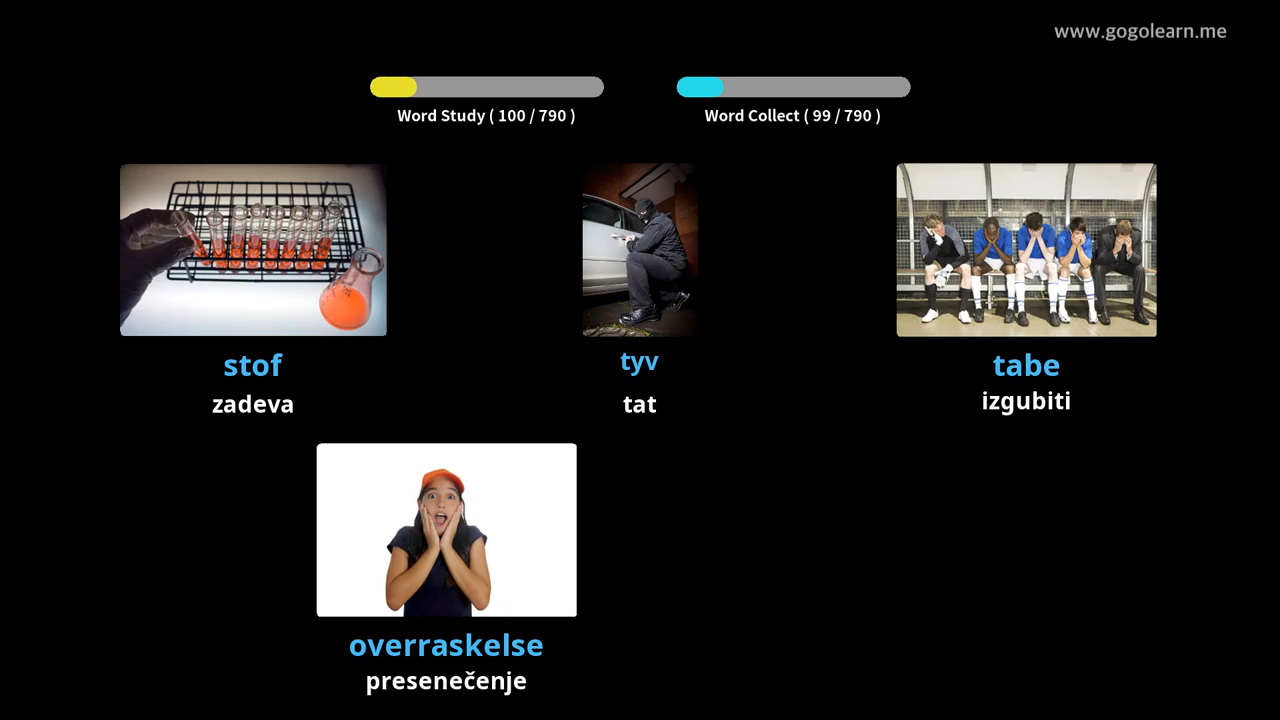 www.gogolearn.me
Word Study ( 100 / 790 )
Word Collect ( 99 / 790 )
stof
zadeva
tyv
tat
tabe
izgubiti
overraskelse
presenečenje